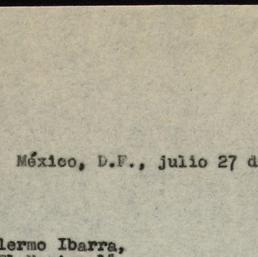 México, D.F., julio 27 d
lermo Ibarra,